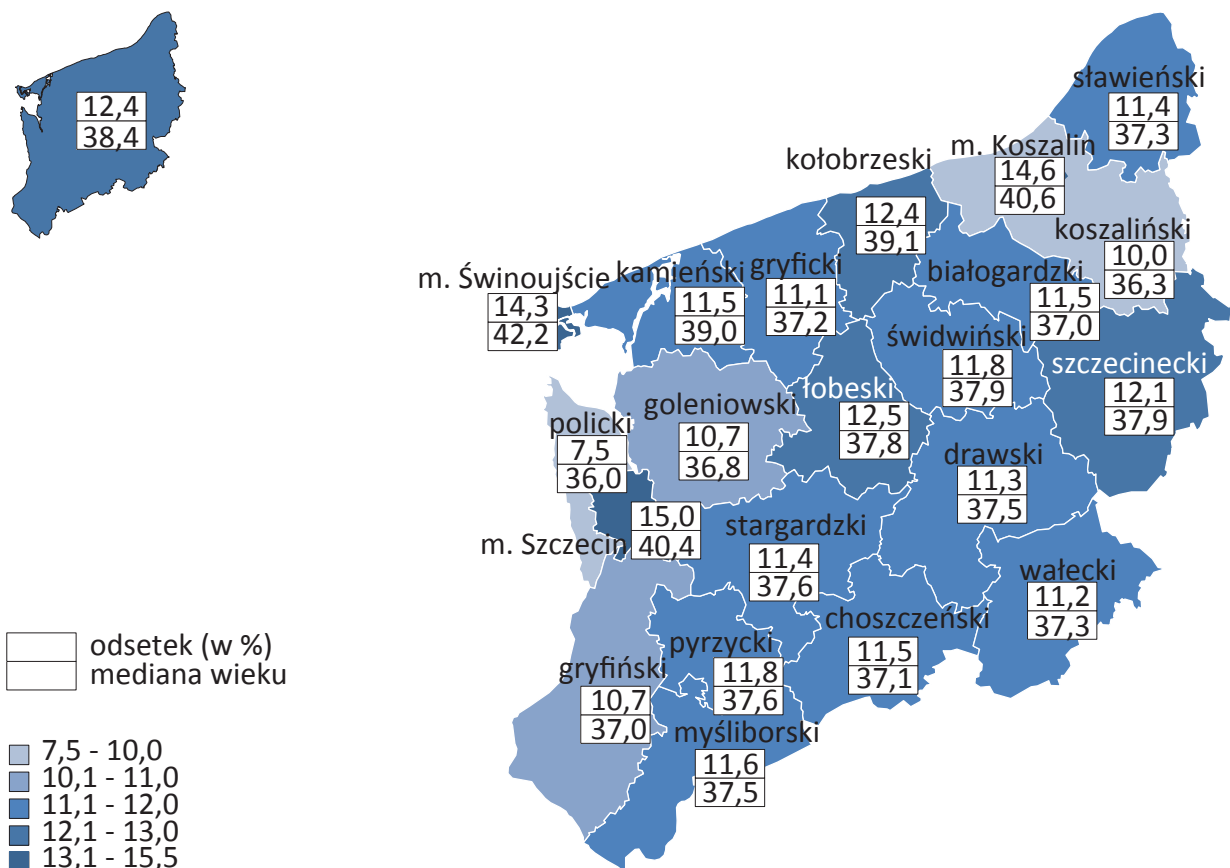 12,4
38,4
sławieński
11,4
37,3
m. Koszalin
14,6
40,6
kołobrzeski
12,4
39,1
koszaliński
10,0
36,3
m. Świnoujście
14,3
42,2
kamieński
11,5
39,0
gryficki
11,1
37,2
białogardzki
11,5
37,0
świdwiński
11,8
37,9
szczecinecki
12,1
37,9
łobeski
12,5
37,8
goleniowski
10,7
36,8
policki
7,5
36,0
drawski
11,3
37,5
m. Szczecin
15,0
40,4
stargardzki
11,4
37,6
wałecki
11,2
37,3
choszczeński
11,5
37,1
pyrzycki
11,8
37,6
gryfiński
10,7
37,0
myśliborski
11,6
37,5
odsetek (w %)
mediana wieku
7,5 - 10,0
10,1 - 11,0
11,1 - 12,0
12,1 - 13,0
13,1 - 15,5